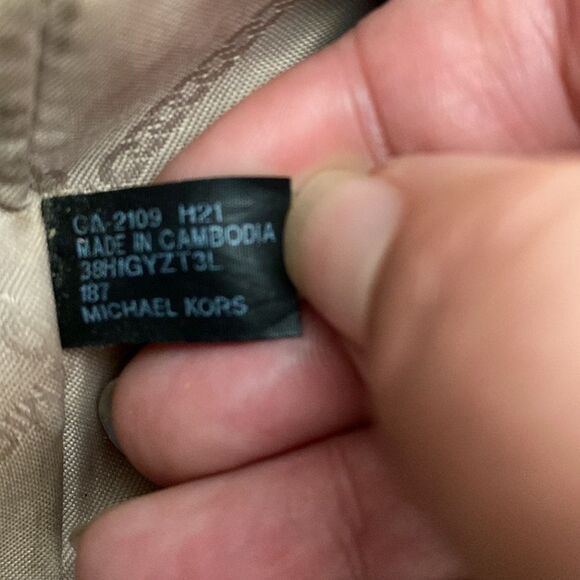 CA-2109 H21
MADE IN CAMBODIA
38H1GYZT3L
187
MICHAEL KORS